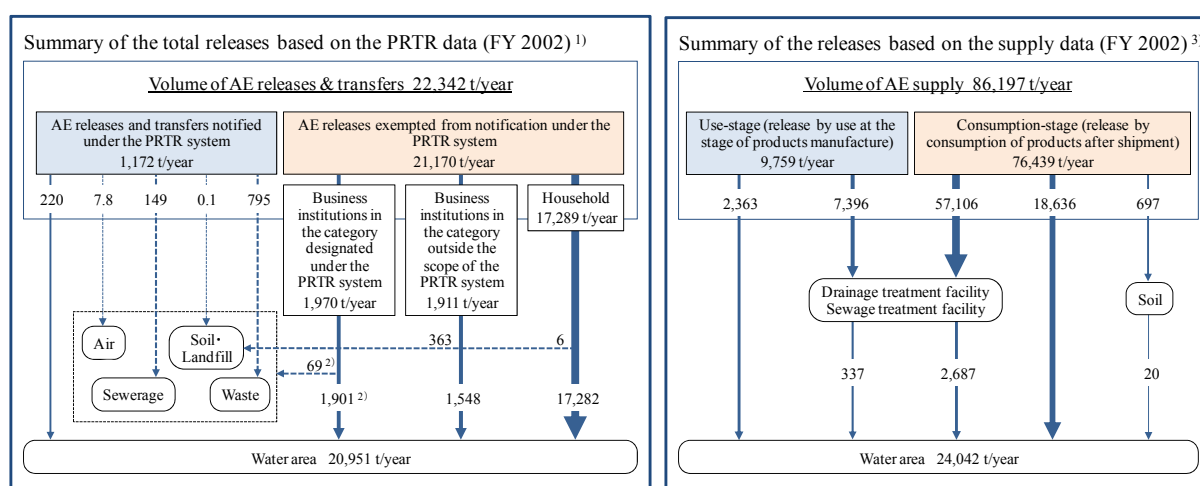 Summary of the total releases based on the PRTR data (FY 2002) 1)
Volume of AE releases & transfers 22,342 t/year
AE releases and transfers notified
under the PRTR system
1,172 t/year
AE releases exempted from notification under the
PRTR system
21,170 t/year
220
7.8
149
0.1
795
Business
institutions in
the category
designated
under the
PRTR system
1,970 t/year
Business
institutions in
the category
outside the
scope of the
PRTR system
1,911 t/year
Household
17,289 t/year
Air
Soil・
Landfill
363
6
69 2)
Sewerage
Waste
1,901 2)
1,548
17,282
Water area 20,951 t/year
Summary of the releases based on the supply data (FY 2002) 3)
Volume of AE supply 86,197 t/year
Use-stage (release by use at the
stage of products manufacture)
9,759 t/year
Consumption-stage (release by
consumption of products after shipment)
76,439 t/year
2,363
7,396
57,106
18,636
697
Drainage treatment facility
Sewage treatment facility
Soil
337
2,687
20
Water area 24,042 t/year